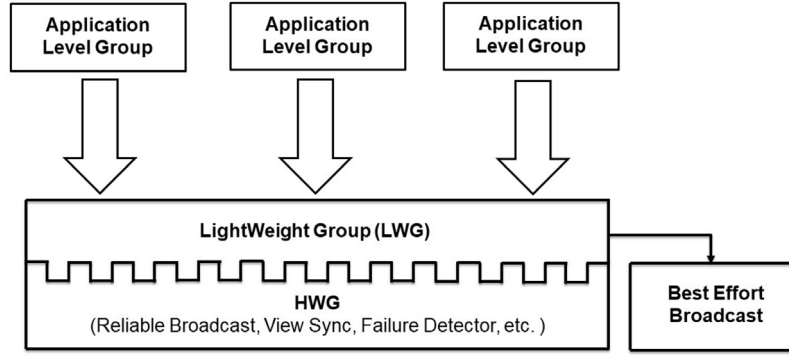 Application
Level Group
Application
Level Group
Application
Level Group
LightWeight Group (LWG)
HWG
(Reliable Broadcast, View Sync, Failure Detector, etc. )
Best Effort
Broadcast